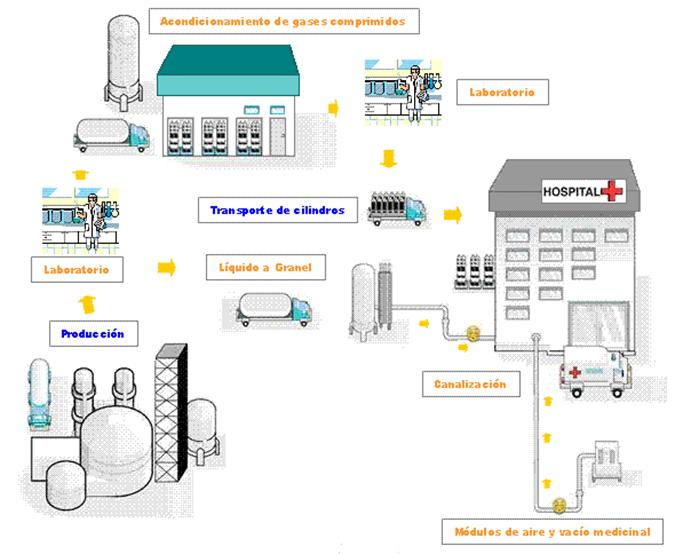 Acondicionamiento de gases comprimidos
Laboratorio
HOSPITAL
Transporte de cilindros
Laboratorio
Líquido a Granel
Producción
Canalización
Módulos de aire y vacío medicinal